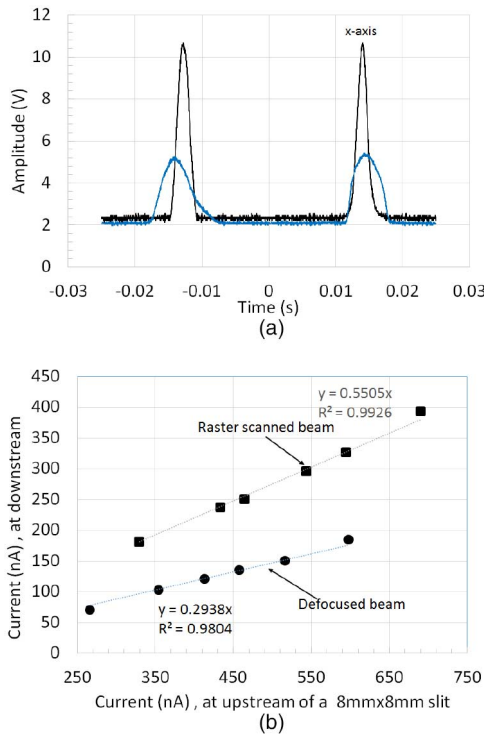 12
10
8
6
4
2
0
Amplitude (V)
x-axis
-0.03 -0.02 -0.01 0 0.01 0.02 0.03
Time (s)
(a)
450
400
350
300
250
200
150
100
50
0
Current (nA) , at downstream
y = 0.5505x
R² = 0.9926
Raster scanned beam
y = 0.2938x
R² = 0.9804
Defocused beam
250 350 450 550 650 750
Current (nA) , at upstream of a 8mmx8mm slit
(b)